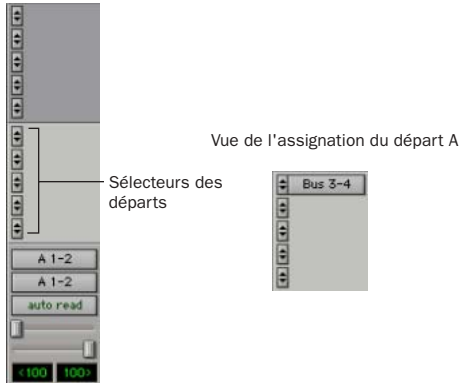 Vue de l'assignation du départ A
Sélecteurs des
départs
Bus 3-4
A 1-2
A 1-2
auto read
<100 100>